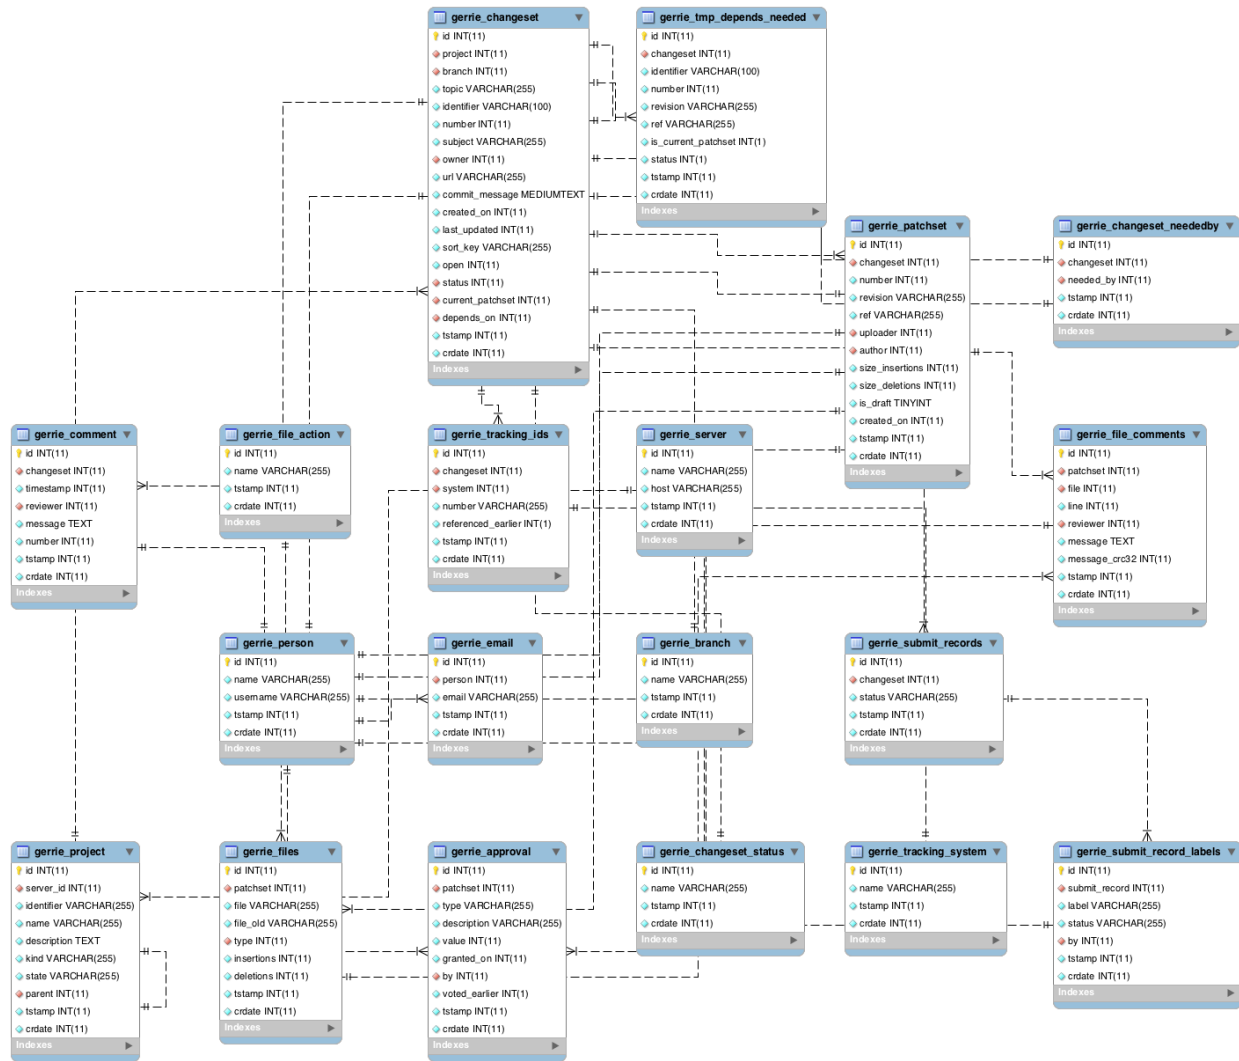 gerrie_changeset
id INT(11)
project INT(11)
branch INT(11)
topic VARCHAR(255)
identifier VARCHAR(100)
number INT(11)
subject VARCHAR(255)
owner INT(11)
url VARCHAR(255)
commit_message MEDIUMTEXT
created_on INT(11)
last_updated INT(11)
sort_key VARCHAR(255)
open INT(11)
status INT(11)
current_patchset INT(11)
depends_on INT(11)
tstamp INT(11)
crdate INT(11)
Indexes
gerrie_tmp_depends_needed
id INT(11)
changeset INT(11)
identifier VARCHAR(100)
number INT(11)
revision VARCHAR(255)
ref VARCHAR(255)
is_current_patchset INT(1)
status INT(1)
tstamp INT(11)
crdate INT(11)
Indexes
gerrie_patchset
id INT(11)
changeset INT(11)
number INT(11)
revision VARCHAR(255)
ref VARCHAR(255)
uploader INT(11)
author INT(11)
size_insertions INT(11)
size_deletions INT(11)
is_draft TINYINT
created_on INT(11)
tstamp INT(11)
crdate INT(11)
Indexes
gerrie_changeset_neededby
id INT(11)
changeset INT(11)
needed_by INT(11)
tstamp INT(11)
crdate INT(11)
Indexes
gerrie_comment
id INT(11)
changeset INT(11)
timestamp INT(11)
reviewer INT(11)
message TEXT
number INT(11)
tstamp INT(11)
crdate INT(11)
Indexes
gerrie_file_action
id INT(11)
name VARCHAR(255)
tstamp INT(11)
crdate INT(11)
Indexes
gerrie_tracking_ids
id INT(11)
changeset INT(11)
system INT(11)
number VARCHAR(255)
referenced_earlier INT(1)
tstamp INT(11)
crdate INT(11)
Indexes
gerrie_server
id INT(11)
name VARCHAR(255)
host VARCHAR(255)
tstamp INT(11)
crdate INT(11)
Indexes
gerrie_file_comments
id INT(11)
patchset INT(11)
file INT(11)
line INT(11)
reviewer INT(11)
message TEXT
message_crc32 INT(11)
tstamp INT(11)
crdate INT(11)
Indexes
gerrie_person
id INT(11)
name VARCHAR(255)
username VARCHAR(255)
tstamp INT(11)
crdate INT(11)
Indexes
gerrie_email
id INT(11)
person INT(11)
email VARCHAR(255)
tstamp INT(11)
crdate INT(11)
Indexes
gerrie_branch
id INT(11)
name VARCHAR(255)
tstamp INT(11)
crdate INT(11)
Indexes
gerrie_submit_records
id INT(11)
changeset INT(11)
status VARCHAR(255)
tstamp INT(11)
crdate INT(11)
Indexes
gerrie_project
id INT(11)
server_id INT(11)
identifier VARCHAR(255)
name VARCHAR(255)
description TEXT
kind VARCHAR(255)
state VARCHAR(255)
parent INT(11)
tstamp INT(11)
crdate INT(11)
Indexes
gerrie_files
id INT(11)
patchset INT(11)
file VARCHAR(255)
file_old VARCHAR(255)
type INT(11)
insertions INT(11)
deletions INT(11)
tstamp INT(11)
crdate INT(11)
Indexes
gerrie_approval
id INT(11)
patchset INT(11)
type VARCHAR(255)
description VARCHAR(255)
value INT(11)
granted_on INT(11)
by INT(11)
voted_earlier INT(1)
tstamp INT(11)
crdate INT(11)
Indexes
gerrie_changeset_status
id INT(11)
name VARCHAR(255)
tstamp INT(11)
crdate INT(11)
Indexes
gerrie_tracking_system
id INT(11)
name VARCHAR(255)
tstamp INT(11)
crdate INT(11)
Indexes
gerrie_submit_record_labels
id INT(11)
submit_record INT(11)
label VARCHAR(255)
status VARCHAR(255)
by INT(11)
tstamp INT(11)
crdate INT(11)
Indexes